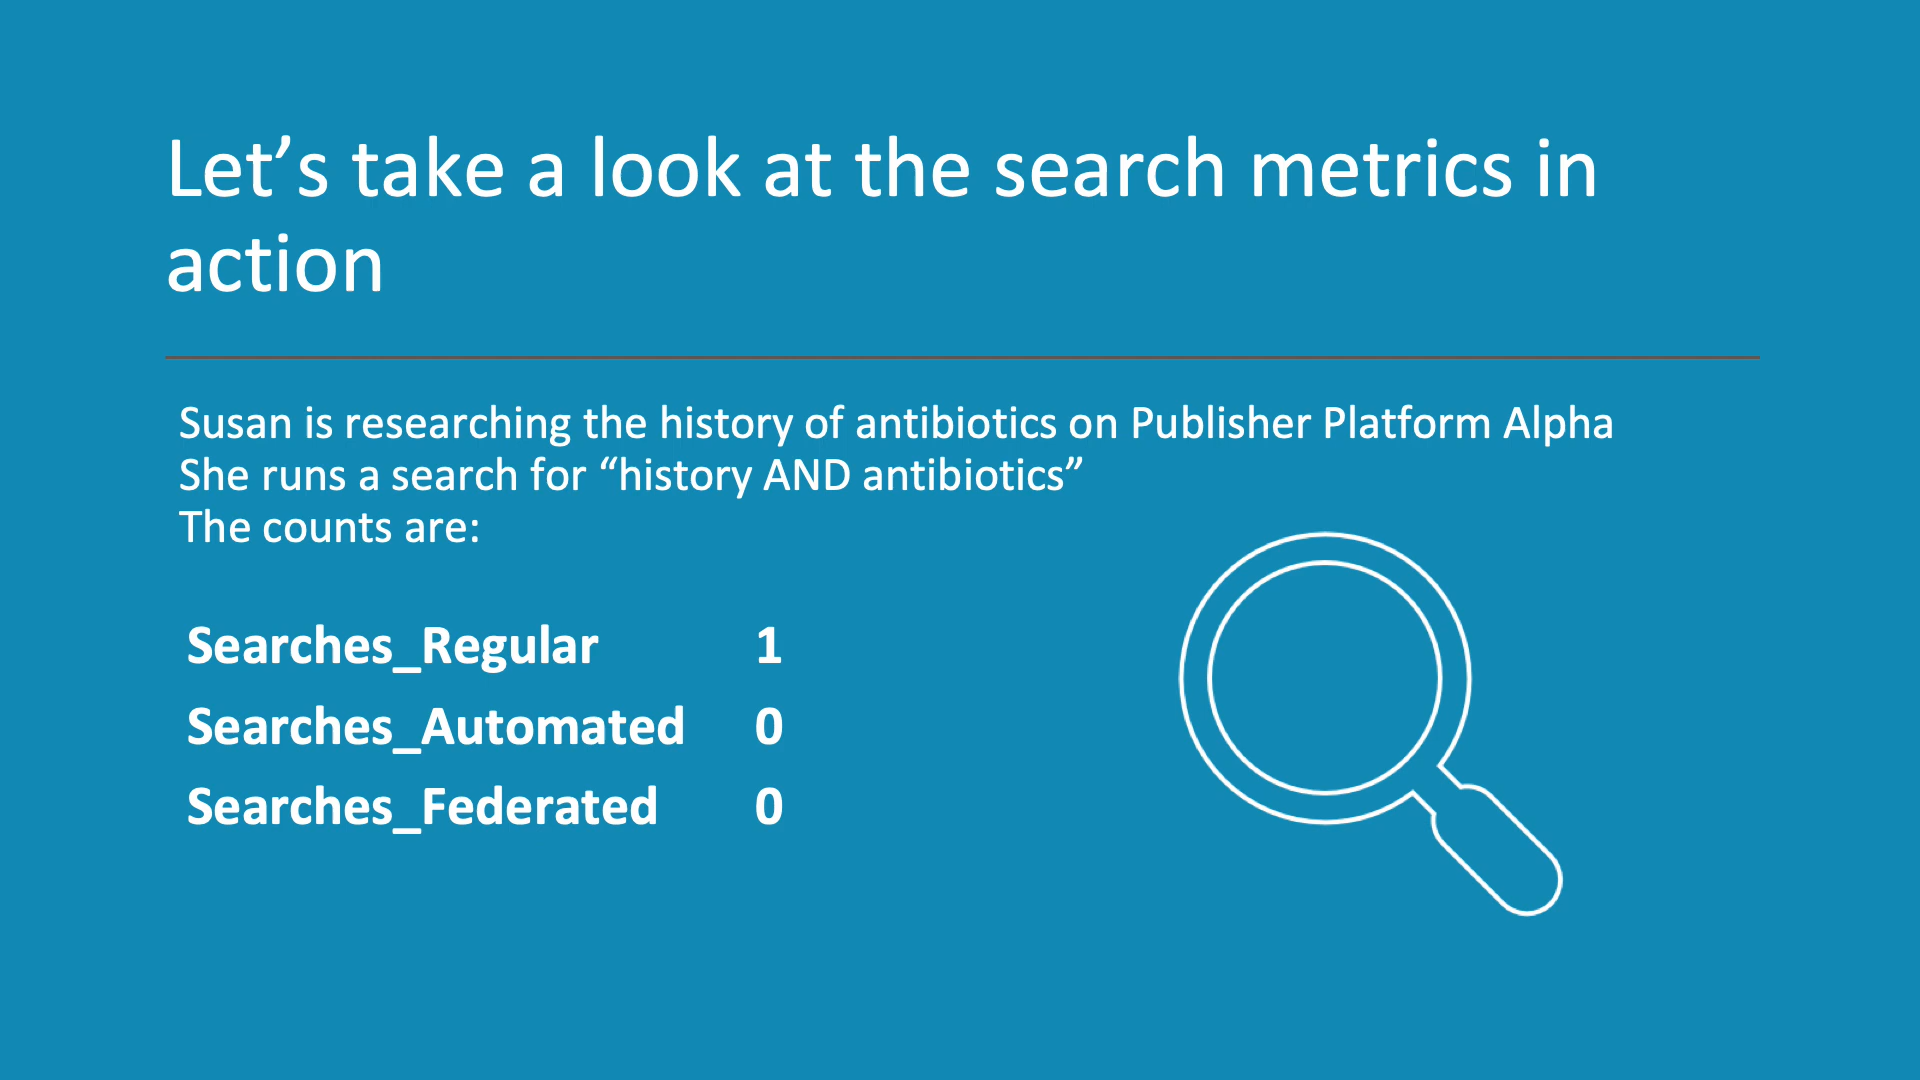 Let’s take a look at the search metrics in
action
Susan is researching the history of antibiotics on Publisher Platform Alpha
She runs a search for “history AND antibiotics”
The counts are:
Searches_Regular 1
Searches_Automated 0
Searches_Federated 0